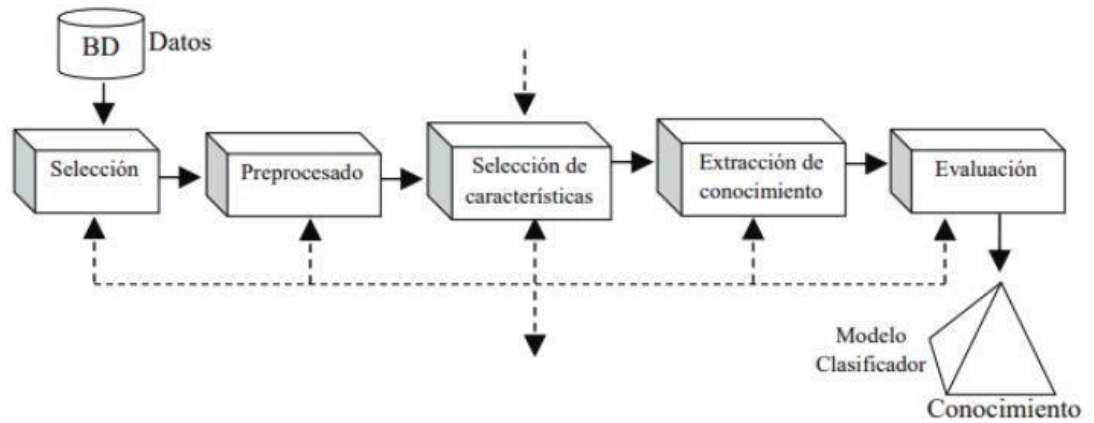 BD
Datos
Selección
Preprocesado
Selección de
características
Extracción de
conocimiento
Evaluación
Modelo
Clasificador
Conocimiento